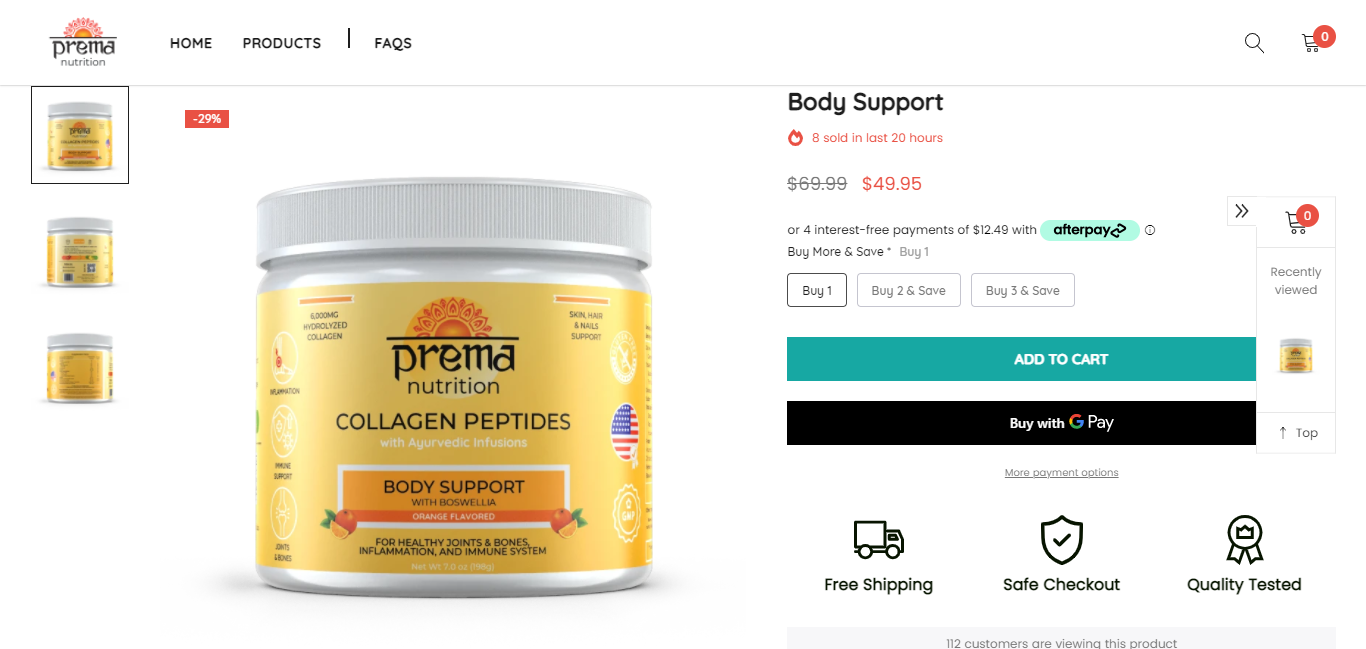 prema
nutrition
HOME
PRODUCTS
FAQS
0
-29%
6,000MG
HYDROLYZED
COLLAGEN
SKIN, HAIR
& NAILS
SUPPORT
prema
nutrition
INFLAMMATION
COLLAGEN PEPTIDES
with Ayurvedic Infusions
IMMUNE
SUPPORT
BODY SUPPORT
WITH BOSWELLIA
ORANGE FLAVORED
GMP
JOINTS
& BONES
FOR HEALTHY JOINTS & BONES,
INFLAMMATION, AND IMMUNE SYSTEM
Net Wt 7.0 oz (198g)
Body Support
8 sold in last 20 hours
$69.99 $49.95
or 4 interest-free payments of $12.49 with afterpay
Buy More & Save * Buy 1
Buy 1
Buy 2 & Save
Buy 3 & Save
ADD TO CART
Buy with G Pay
More payment options
Free Shipping
Safe Checkout
Quality Tested
112 customers are viewing this product
0
Recently
viewed
Top